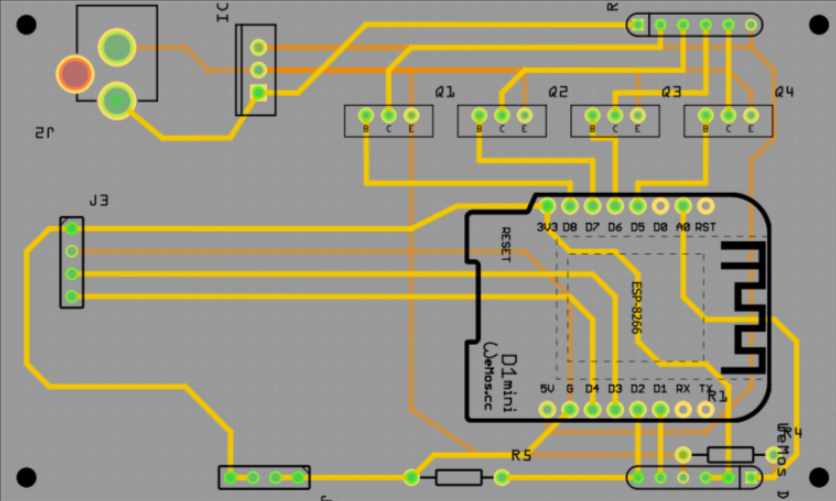 IC
R
Q1
Q2
Q3
Q4
B C E
B C E
B C E
B C E
J2
J3
3V3 D8 D7 D6 D5 D0 A0 RST
RESET
ESP-8266
D1 mini
WeMos.cc
5V G D4 D3 D2 D1 RX TX
R1
R4
R5
WeMos D
J